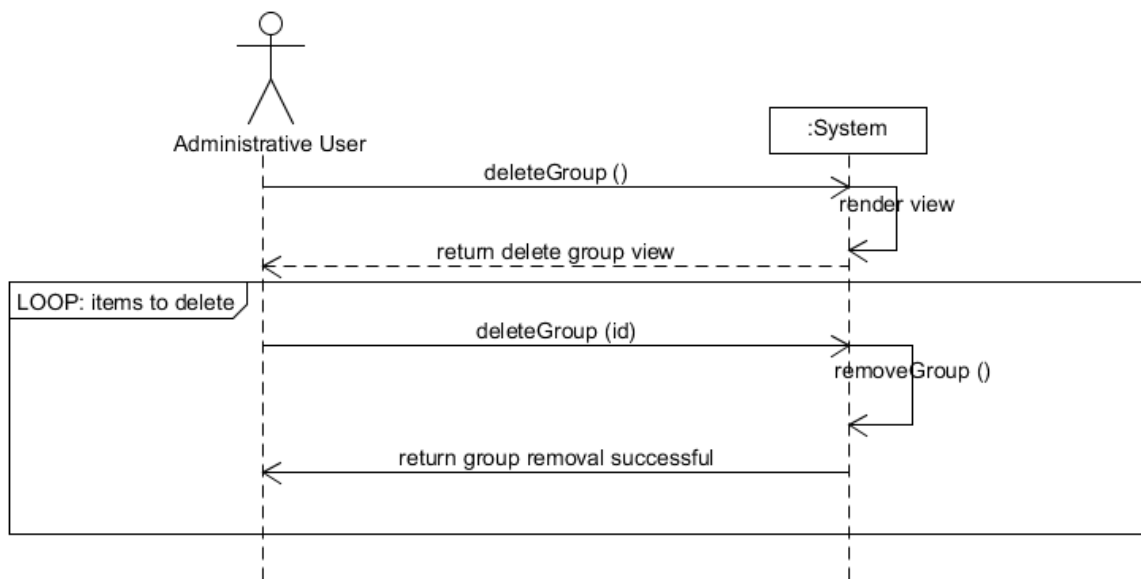 Administrative User
:System
deleteGroup ()
render view
return delete group view
LOOP: items to delete
deleteGroup (id)
removeGroup ()
return group removal successful